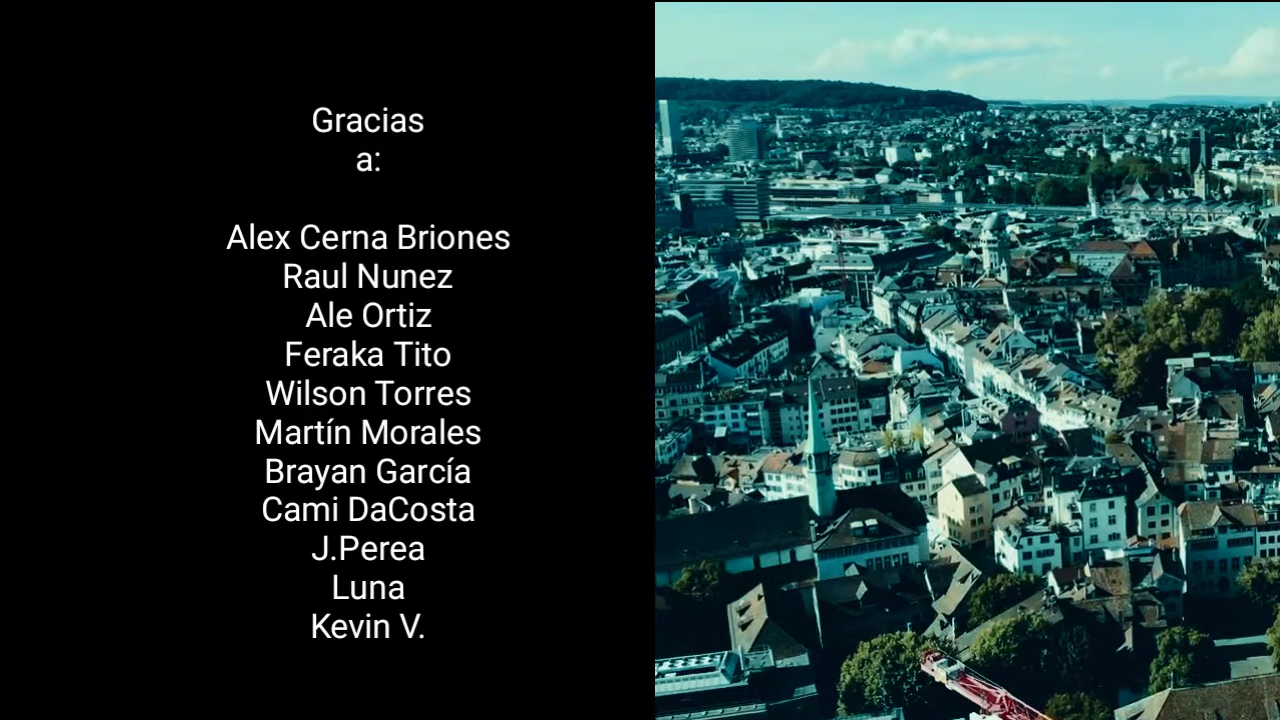 Gracias
a:
Alex Cerna Briones
Raul Nunez
Ale Ortiz
Feraka Tito
Wilson Torres
Martín Morales
Brayan García
Cami DaCosta
J.Perea
Luna
Kevin V.